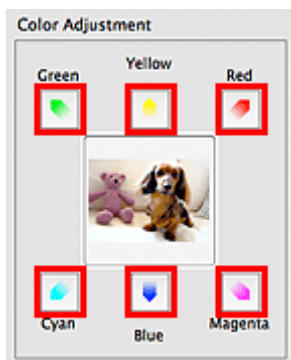 Color Adjustment
Green
Yellow
Red
Cyan
Blue
Magenta